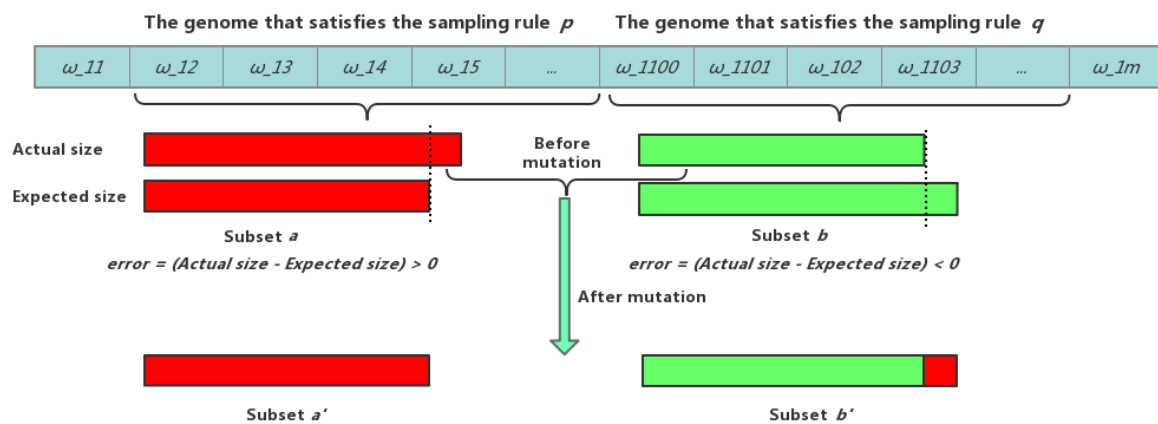 The genome that satisfies the sampling rule p The genome that satisfies the sampling rule q
ω_11 ω_12 ω_13 ω_14 ω_15 ... ω_1100 ω_1101 ω_102 ω_1103 ... ω_1m
Actual size
Before
mutation
Expected size
Subset a Subset b
error = (Actual size - Expected size) > 0 error = (Actual size - Expected size) < 0
After mutation
Subset a' Subset b'